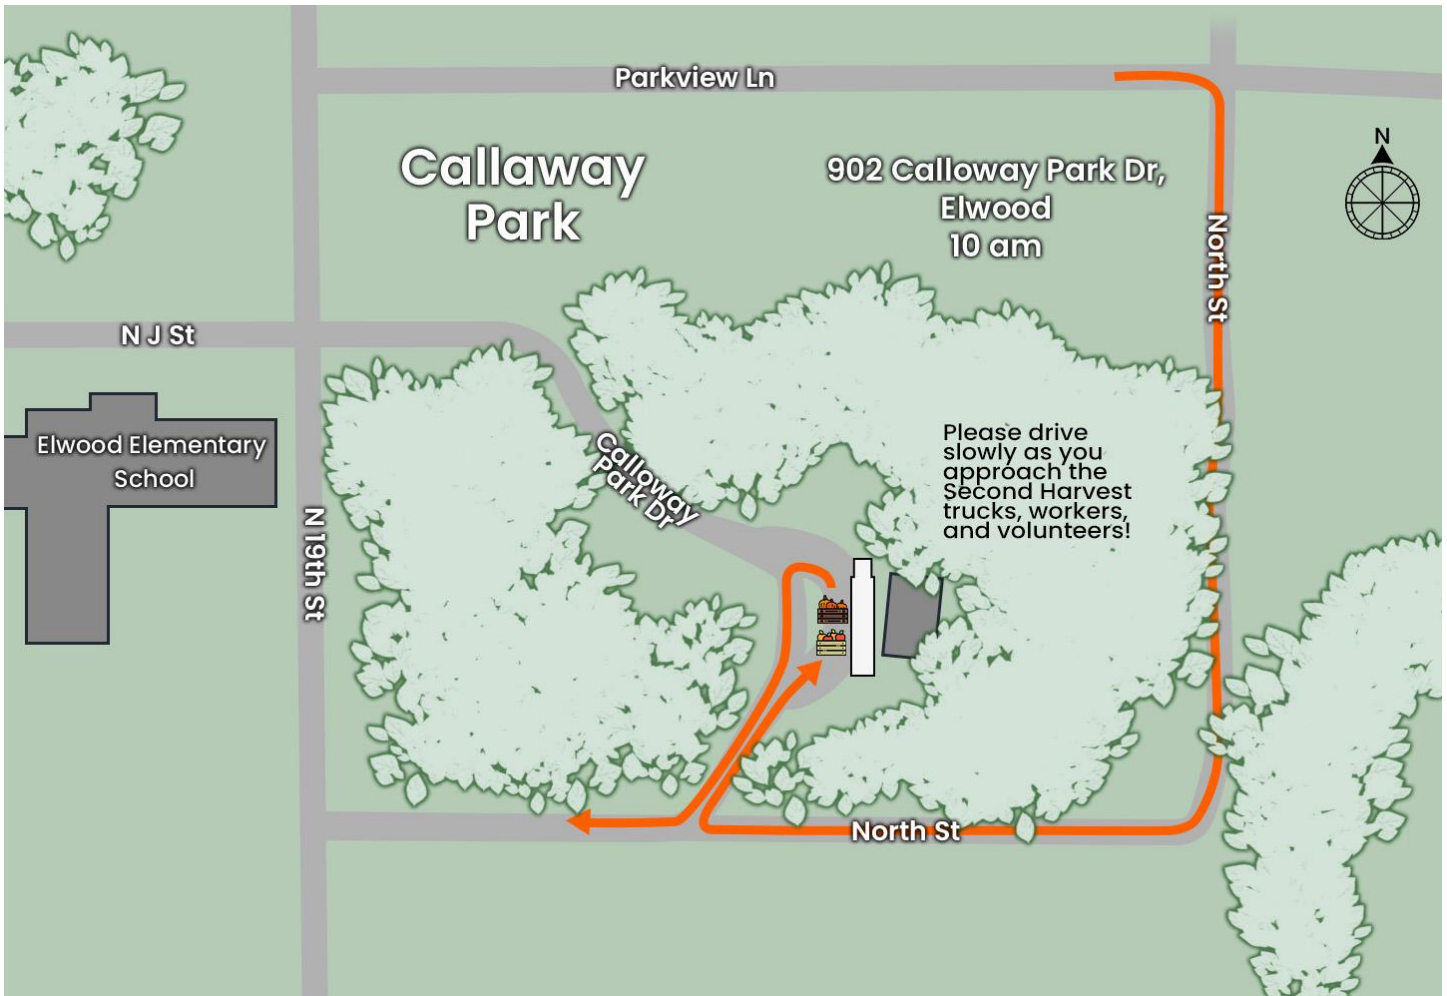 Parkview Ln
Callaway
Park
902 Calloway Park Dr,
Elwood
10 am
N
North St
N J St
Elwood Elementary
School
Calloway
Park Dr
Please drive
slowly as you
approach the
Second Harvest
trucks, workers,
and volunteers!
N 19th St
North St